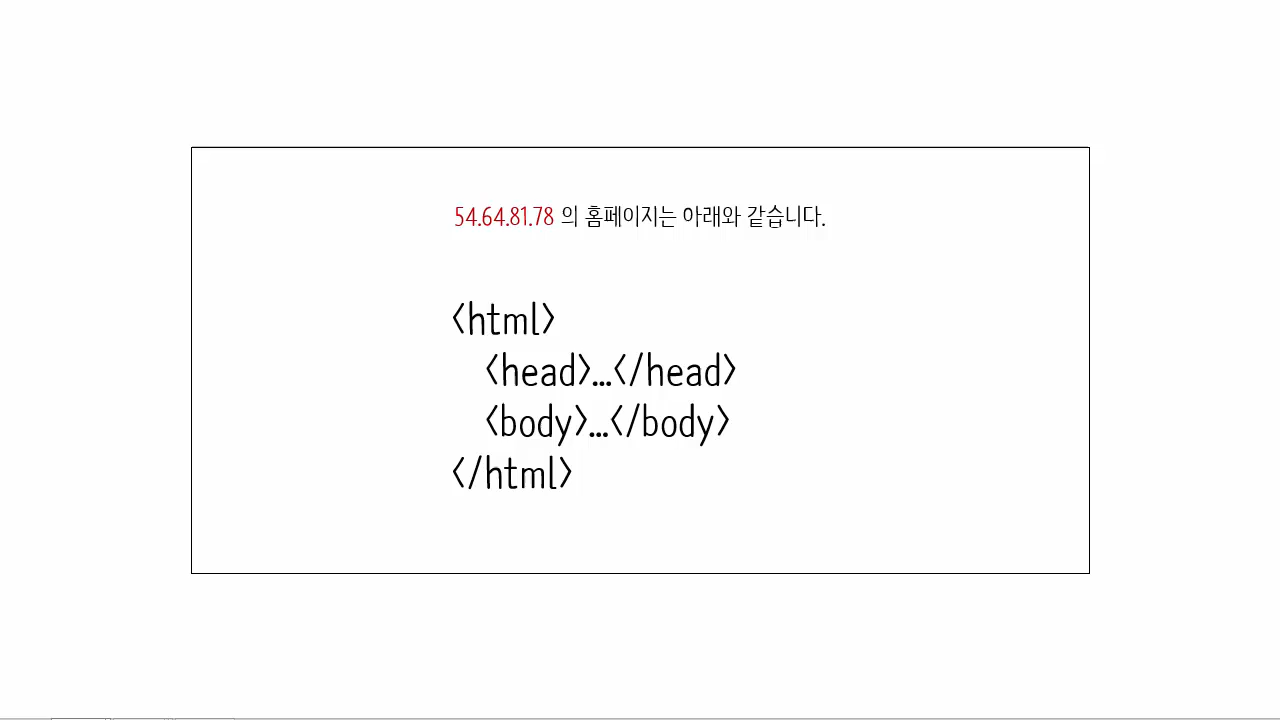 54.64.81.78 의 홈페이지는 아래와 같습니다.
<html>
<head>...</head>
<body>...</body>
</html>